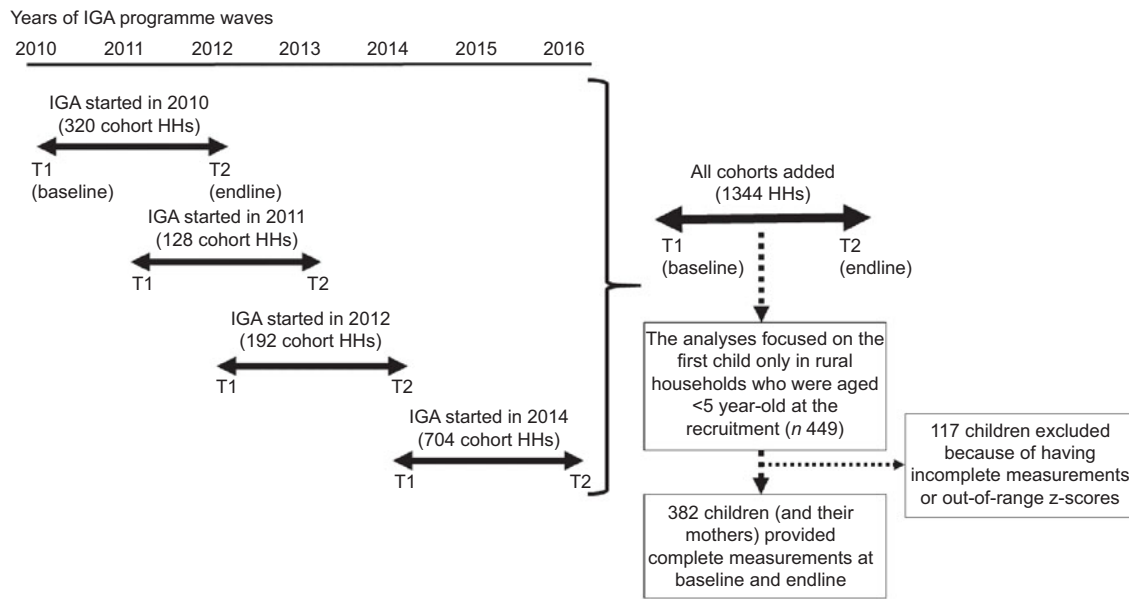 Years of IGA programme waves
2010 2011 2012 2013 2014 2015 2016
IGA started in 2010
(320 cohort HHs)
T1
(baseline)
T2
(endline)
IGA started in 2011
(128 cohort HHs)
T1
T2
IGA started in 2012
(192 cohort HHs)
T1
T2
IGA started in 2014
(704 cohort HHs)
T1
T2
All cohorts added
(1344 HHs)
T1
(baseline)
T2
(endline)
The analyses focused on the
first child only in rural
households who were aged
<5 year-old at the
recruitment (n 449)
117 children excluded
because of having
incomplete measurements
or out-of-range z-scores
382 children (and their
mothers) provided
complete measurements at
baseline and endline